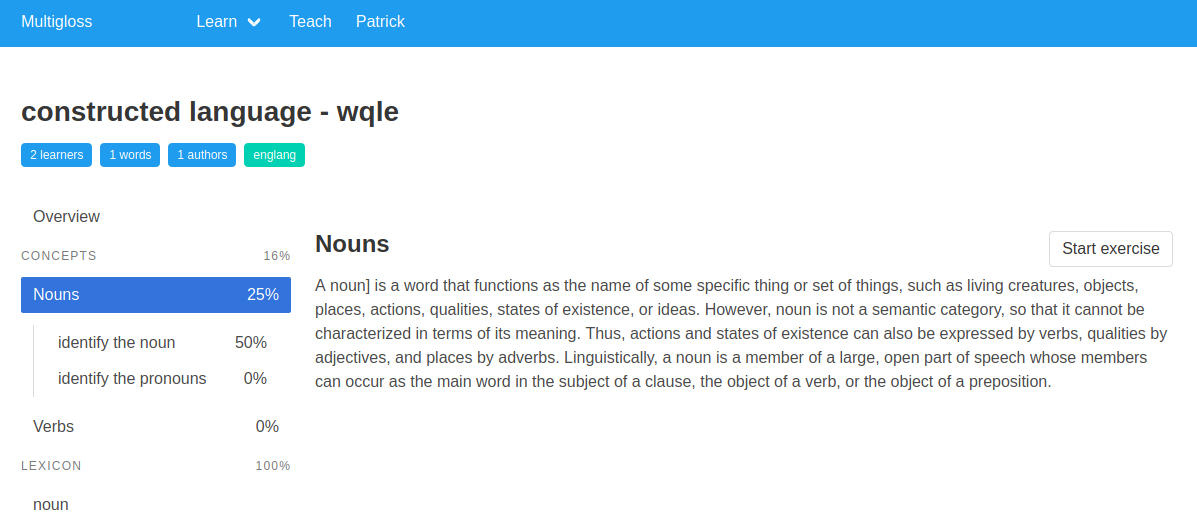 Multigloss Learn Teach Patrick
constructed language - wqle
2 learners 1 words 1 authors englang
Overview
CONCEPTS 16%
Nouns 25%
identify the noun 50%
identify the pronouns 0%
Verbs 0%
LEXICON 100%
noun
Nouns
Start exercise
A noun] is a word that functions as the name of some specific thing or set of things, such as living creatures, objects,
places, actions, qualities, states of existence, or ideas. However, noun is not a semantic category, so that it cannot be
characterized in terms of its meaning. Thus, actions and states of existence can also be expressed by verbs, qualities by
adjectives, and places by adverbs. Linguistically, a noun is a member of a large, open part of speech whose members
can occur as the main word in the subject of a clause, the object of a verb, or the object of a preposition.